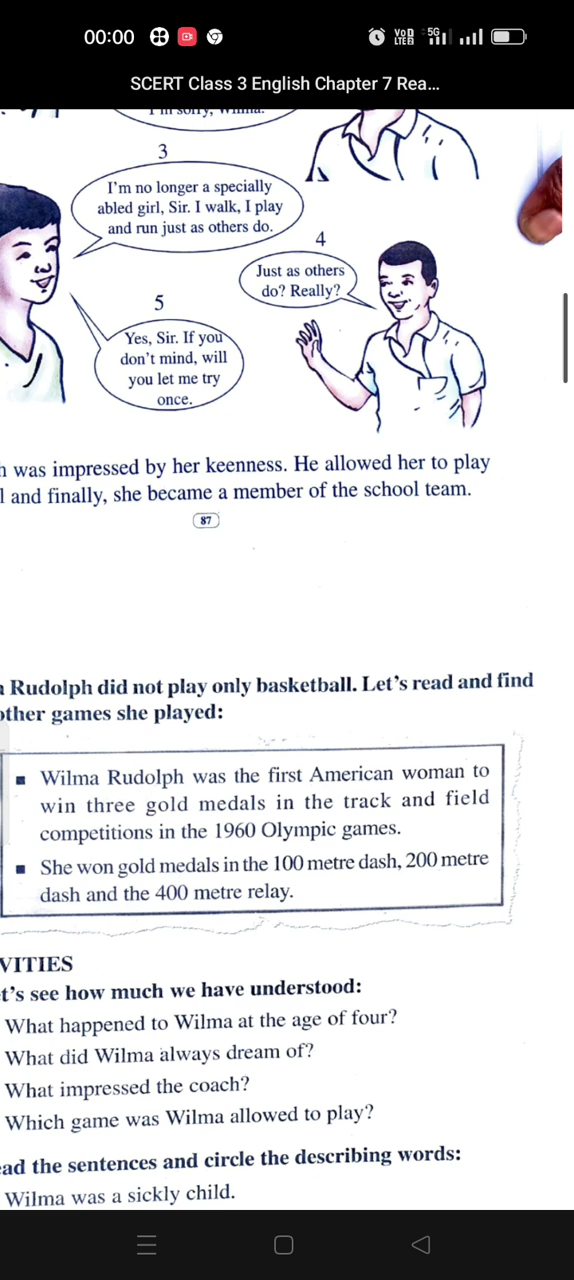 00:00
VoD LTE2 5G
SCERT Class 3 English Chapter 7 Rea...
I'm sorry, Wilma.
3
I'm no longer a specially
abled girl, Sir. I walk, I play
and run just as others do.
4
Just as others
do? Really?
5
Yes, Sir. If you
don't mind, will
you let me try
once.
h was impressed by her keenness. He allowed her to play
l and finally, she became a member of the school team.
87
a Rudolph did not play only basketball. Let's read and find
other games she played:
▪ Wilma Rudolph was the first American woman to
win three gold medals in the track and field
competitions in the 1960 Olympic games.
▪ She won gold medals in the 100 metre dash, 200 metre
dash and the 400 metre relay.
VITIES
t's see how much we have understood:
What happened to Wilma at the age of four?
What did Wilma always dream of?
What impressed the coach?
Which game was Wilma allowed to play?
ead the sentences and circle the describing words:
Wilma was a sickly child.